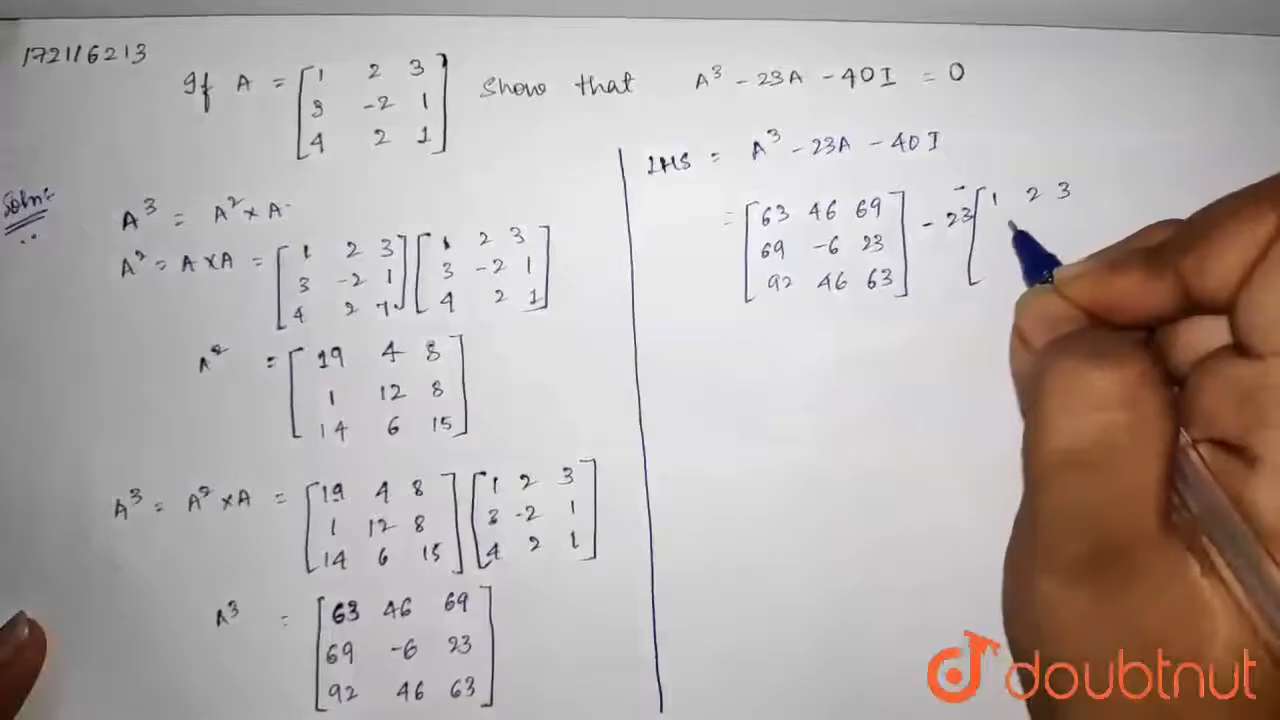 172116213
If A = [1 2 3
3 -2 1
4 2 1] show that A³ - 23A - 40I = 0
Soln:
A³ = A² × A
A² = A × A = [1 2 3
3 -2 1
4 2 1] [1 2 3
3 -2 1
4 2 1]
A² = [19 4 8
1 12 8
14 6 15]
A³ = A² × A = [19 4 8
1 12 8
14 6 15] [1 2 3
3 -2 1
4 2 1]
A³ = [63 46 69
69 -6 23
92 46 63]
LHS = A³ - 23A - 40I
= [63 46 69
69 -6 23
92 46 63] - 23 [1 2 3
doubtnut